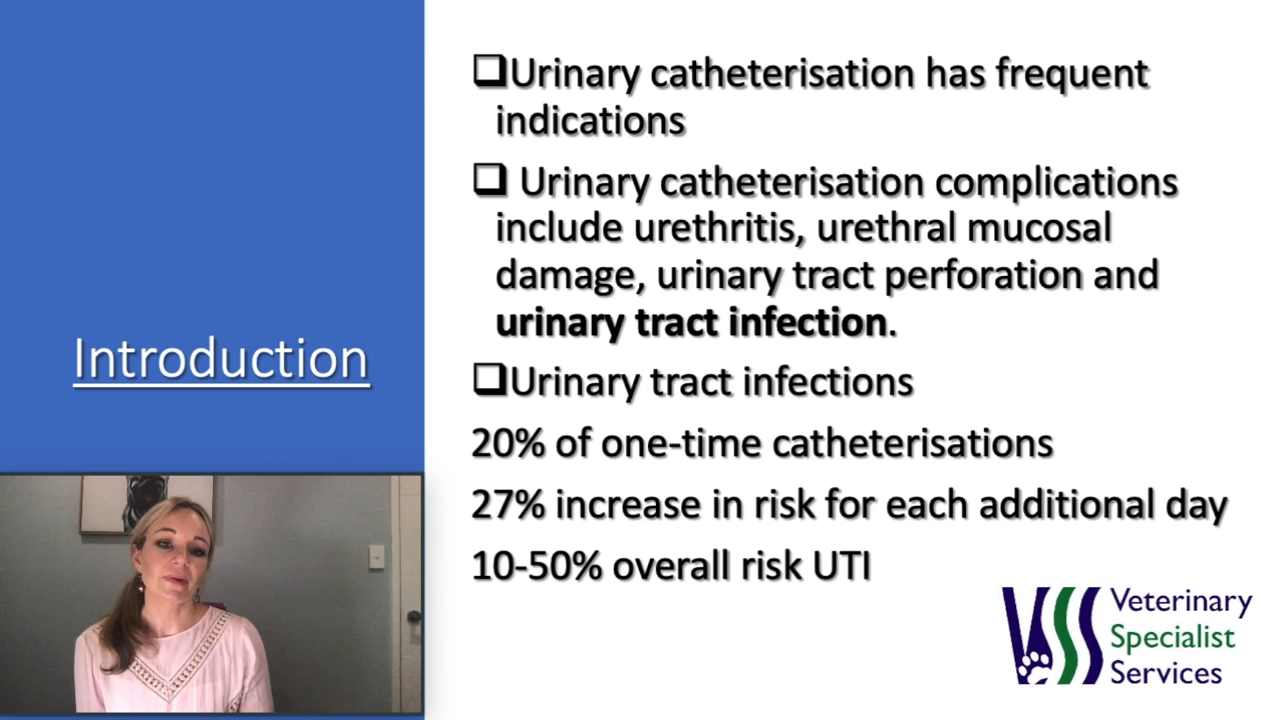 Introduction
❑Urinary catheterisation has frequent
indications
❑ Urinary catheterisation complications
include urethritis, urethral mucosal
damage, urinary tract perforation and
urinary tract infection.
❑Urinary tract infections
20% of one-time catheterisations
27% increase in risk for each additional day
10-50% overall risk UTI
VSS
Veterinary
Specialist
Services